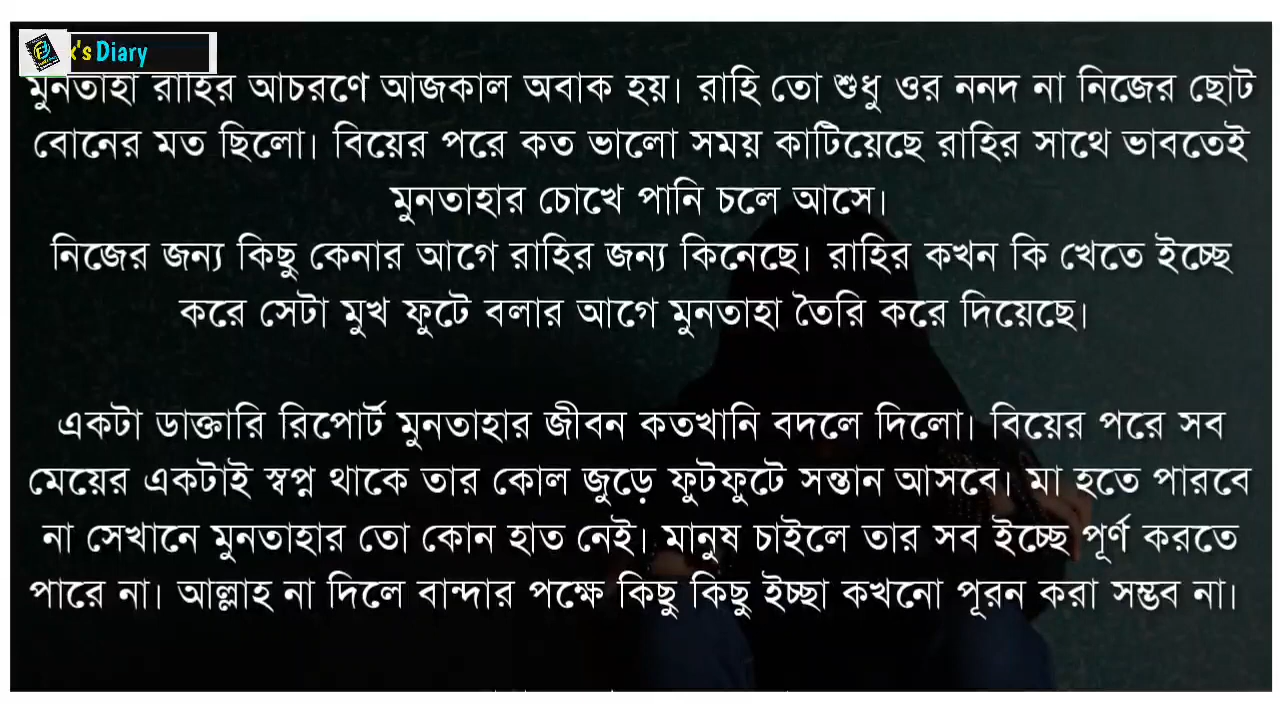 x's Diary
মুনতাহা রাহির আচরণে আজকাল অবাক হয়। রাহি তো শুধু ওর ননদ না নিজের ছোট
বোনের মত ছিলো। বিয়ের পরে কত ভালো সময় কাটিয়েছে রাহির সাথে ভাবতেই
মুনতাহার চোখে পানি চলে আসে।
নিজের জন্য কিছু কেনার আগে রাহির জন্য কিনেছে। রাহির কখন কি খেতে ইচ্ছে
করে সেটা মুখ ফুটে বলার আগে মুনতাহা তৈরি করে দিয়েছে।
একটা ডাক্তারি রিপোর্ট মুনতাহার জীবন কতখানি বদলে দিলো। বিয়ের পরে সব
মেয়ের একটাই স্বপ্ন থাকে তার কোল জুড়ে ফুটফুটে সন্তান আসবে। মা হতে পারবে
না সেখানে মুনতাহার তো কোন হাত নেই। মানুষ চাইলে তার সব ইচ্ছে পূর্ণ করতে
পারে না। আল্লাহ না দিলে বান্দার পক্ষে কিছু কিছু ইচ্ছা কখনো পূরন করা সম্ভব না।